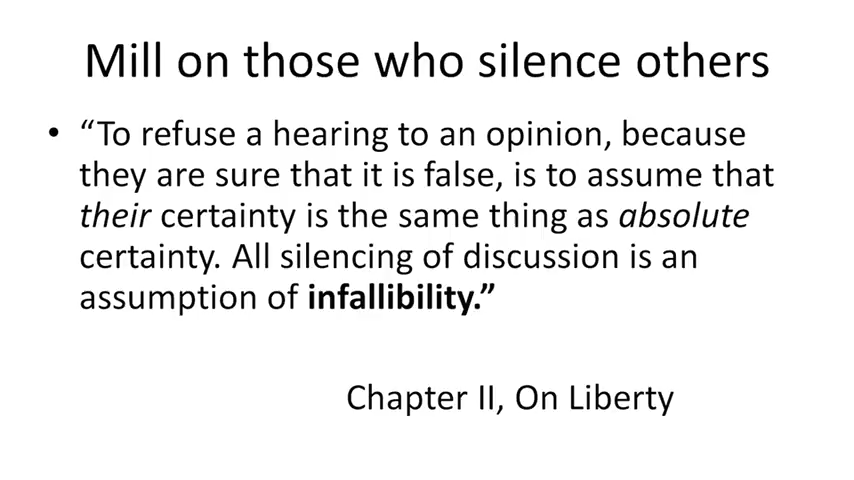 Mill on those who silence others
• “To refuse a hearing to an opinion, because
they are sure that it is false, is to assume that
their certainty is the same thing as absolute
certainty. All silencing of discussion is an
assumption of infallibility.”
Chapter II, On Liberty